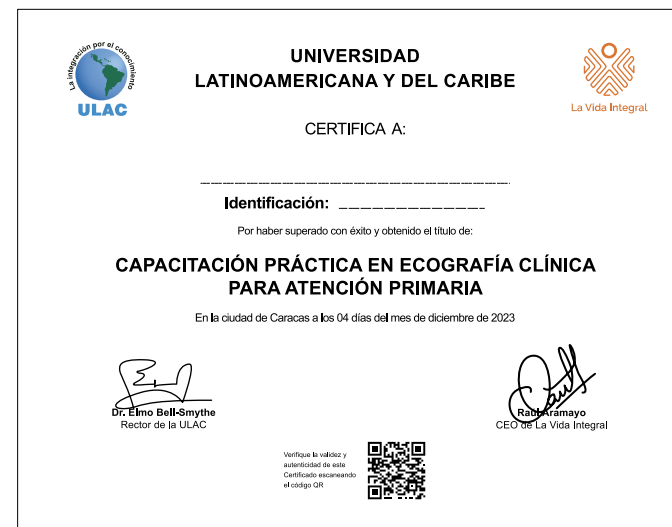 La integración por el conocimiento
ULAC
UNIVERSIDAD
LATINOAMERICANA Y DEL CARIBE
La Vida Integral
CERTIFICA A:
Identificación:
Por haber superado con éxito y obtenido el título de:
CAPACITACIÓN PRÁCTICA EN ECOGRAFÍA CLÍNICA
PARA ATENCIÓN PRIMARIA
En la ciudad de Caracas a los 04 días del mes de diciembre de 2023
Dr. Elmo Bell-Smythe
Rector de la ULAC
Raúl Aramayo
CEO de La Vida Integral
Verifique la validez y
autenticidad de este
Certificado escaneando
el código QR